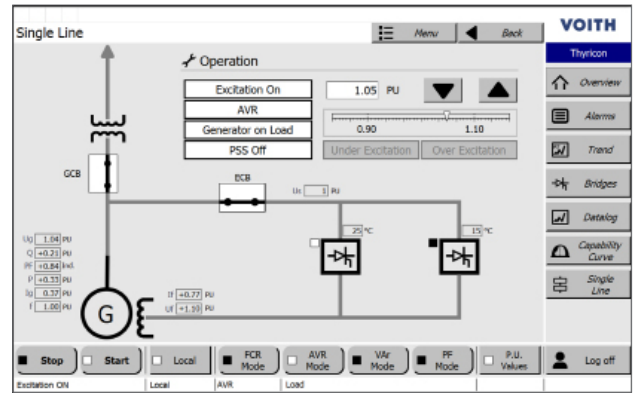 Single Line
Menu
Back
VOITH
Thyricon
Operation
Overview
Excitation On
1.05 PU
AVR
Alarms
Generator on Load
0.90 1.10
PSS Off
Under Excitation
Over Excitation
Trend
GCB
ECB
Us 1 PU
Bridges
Datalog
25 °C
15 °C
Ug 1.04 PU
Q +0.21 PU
PF +0.84 Ind.
P +0.33 PU
Ig 0.37 PU
f 1.00 PU
Capability
Curve
Single
Line
G
If +0.77 PU
Uf +1.50 PU
Stop
Start
Local
FCR
Mode
AVR
Mode
VAr
Mode
PF
Mode
P.U.
Values
Log off
Excitation ON
Local
AVR
Load